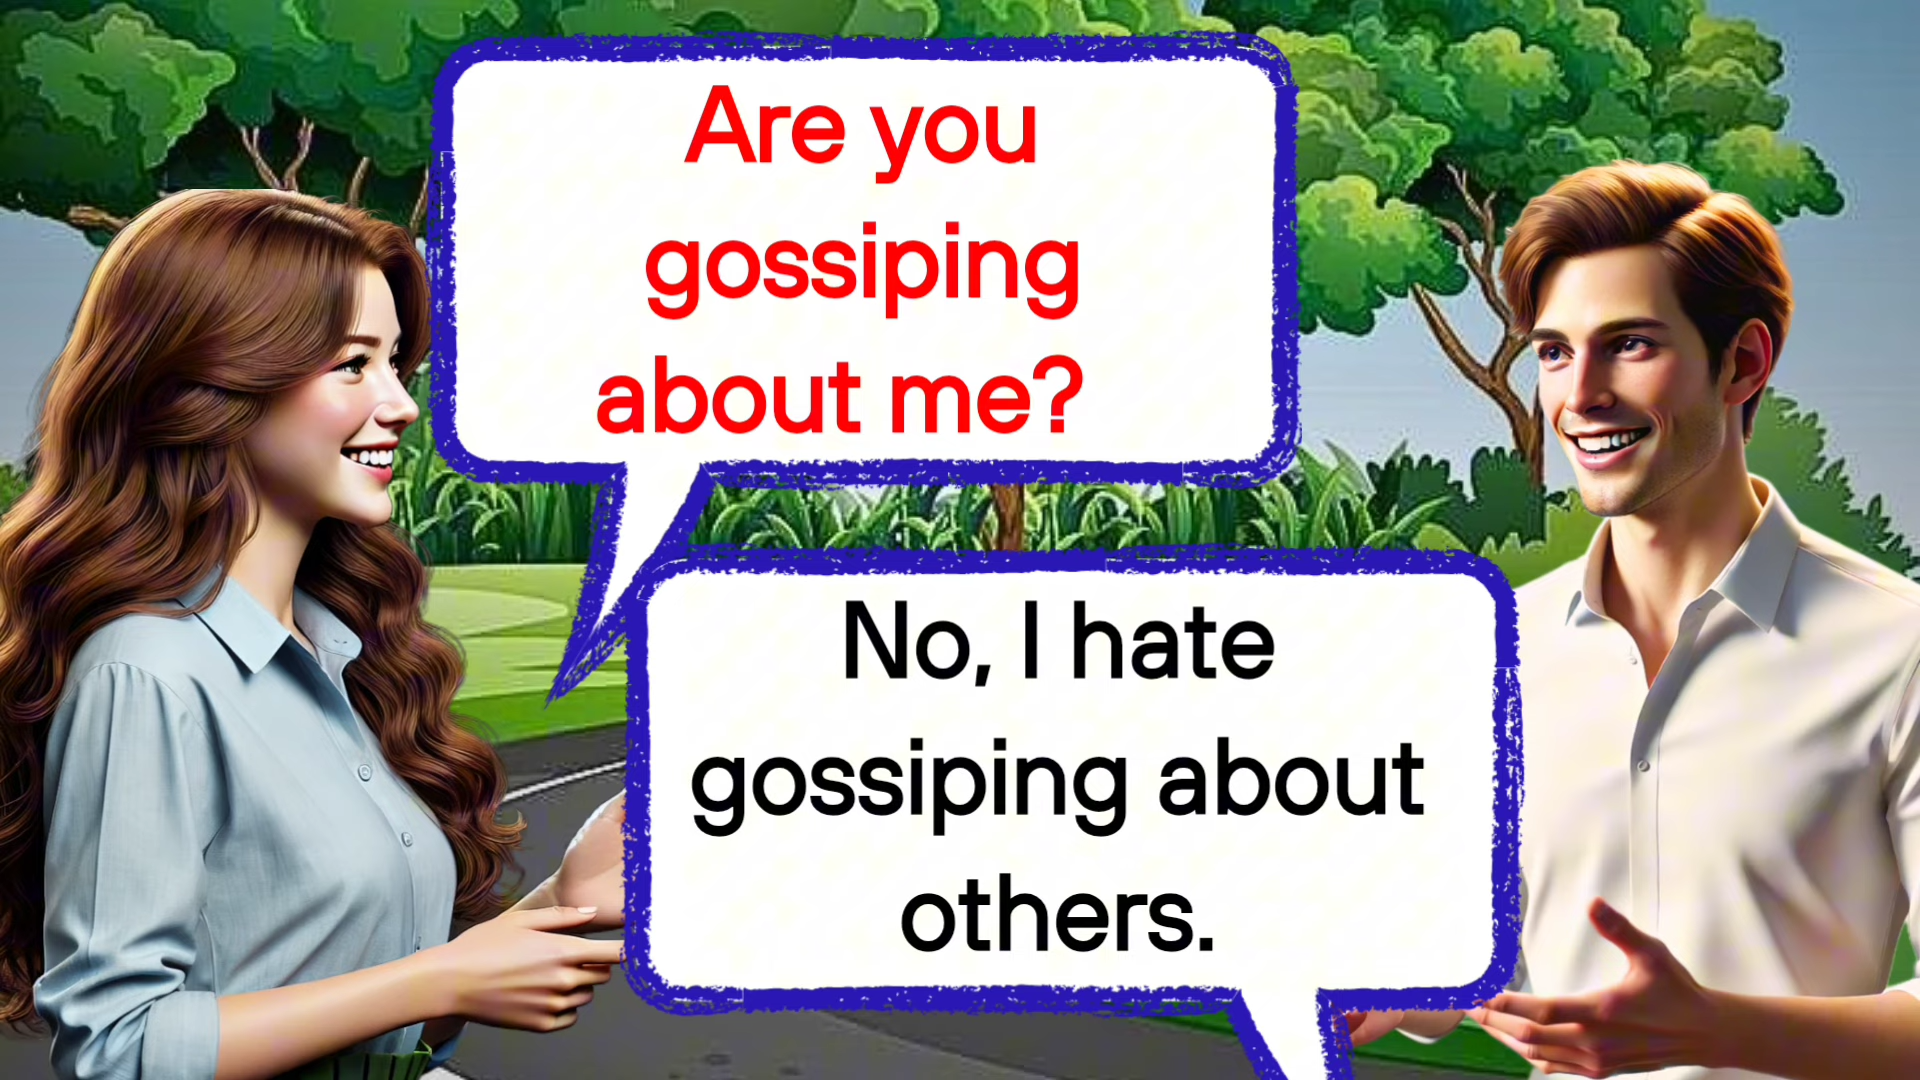 Are you
gossiping
about me?
No, I hate
gossiping about
others.